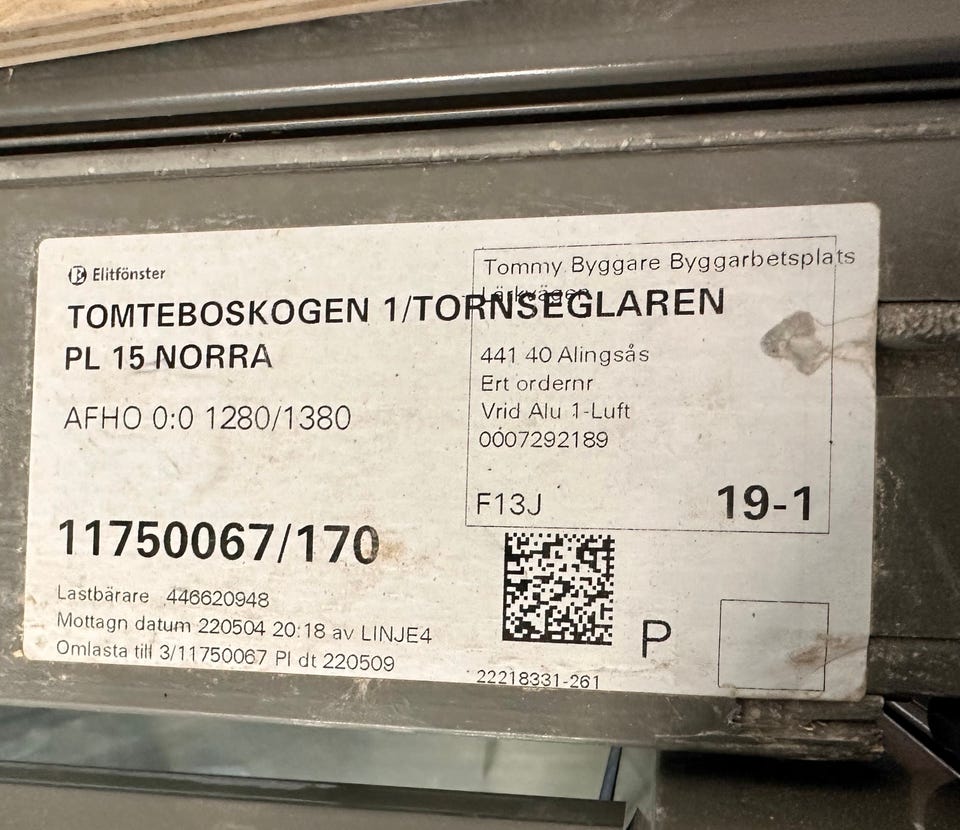 Elitfönster
TOMTEBOSKOGEN 1/TORNSEGLAREN
PL 15 NORRA
AFHO 0:0 1280/1380
11750067/170
Lastbärare 446620948
Mottagn datum 220504 20:18 av LINJE4
Omlasta till 3/11750067 Pl dt 220509
Tommy Byggare Byggarbetsplats
Lärkvägen
441 40 Alingsås
Ert ordernr
Vrid Alu 1-Luft
0007292189
F13J 19-1
P
22218331-261